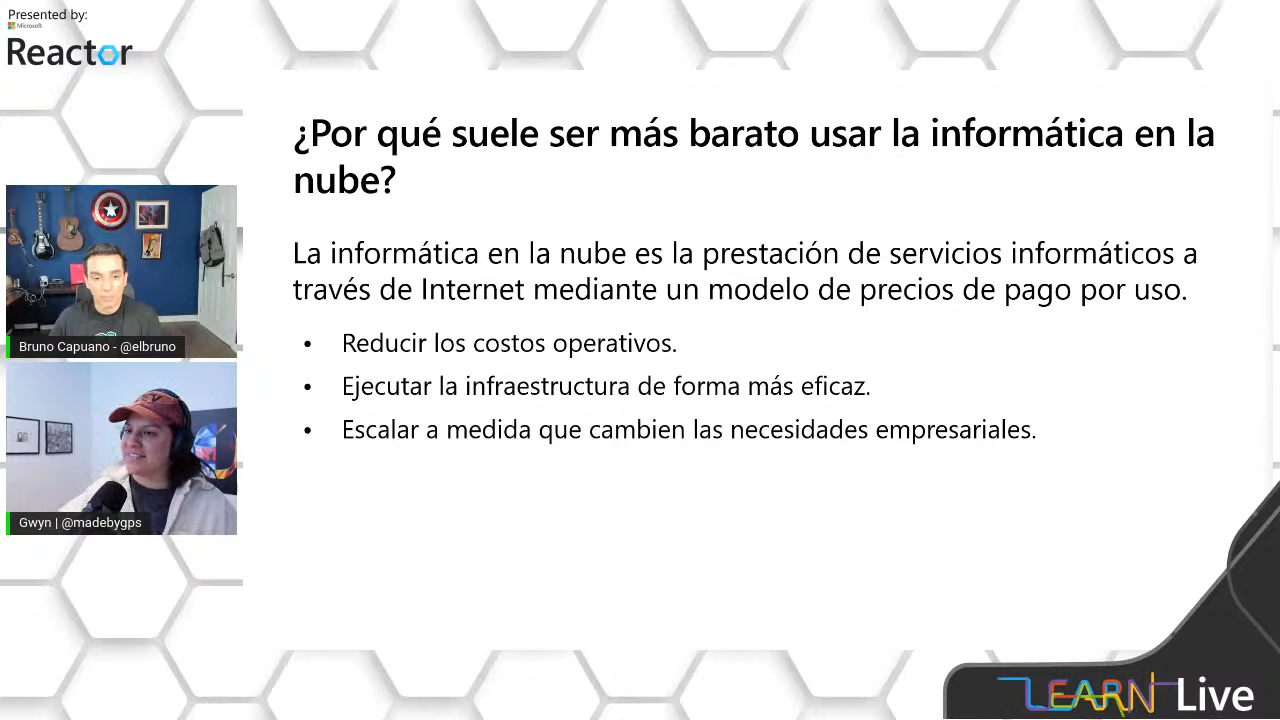 Presented by:
Microsoft
Reactor
¿Por qué suele ser más barato usar la informática en la
nube?
La informática en la nube es la prestación de servicios informáticos a
través de Internet mediante un modelo de precios de pago por uso.
• Reducir los costos operativos.
• Ejecutar la infraestructura de forma más eficaz.
• Escalar a medida que cambien las necesidades empresariales.
Bruno Capuano - @elbruno
Gwyn | @madebygps
LEARN Live